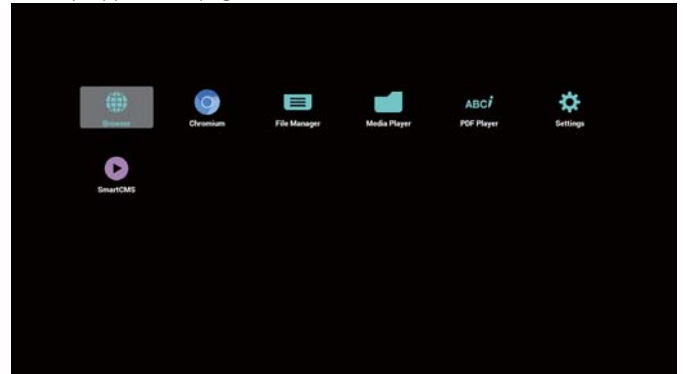 Browser
Chromium
File Manager
Media Player
ABCi
PDF Player
Settings
SmartCMS